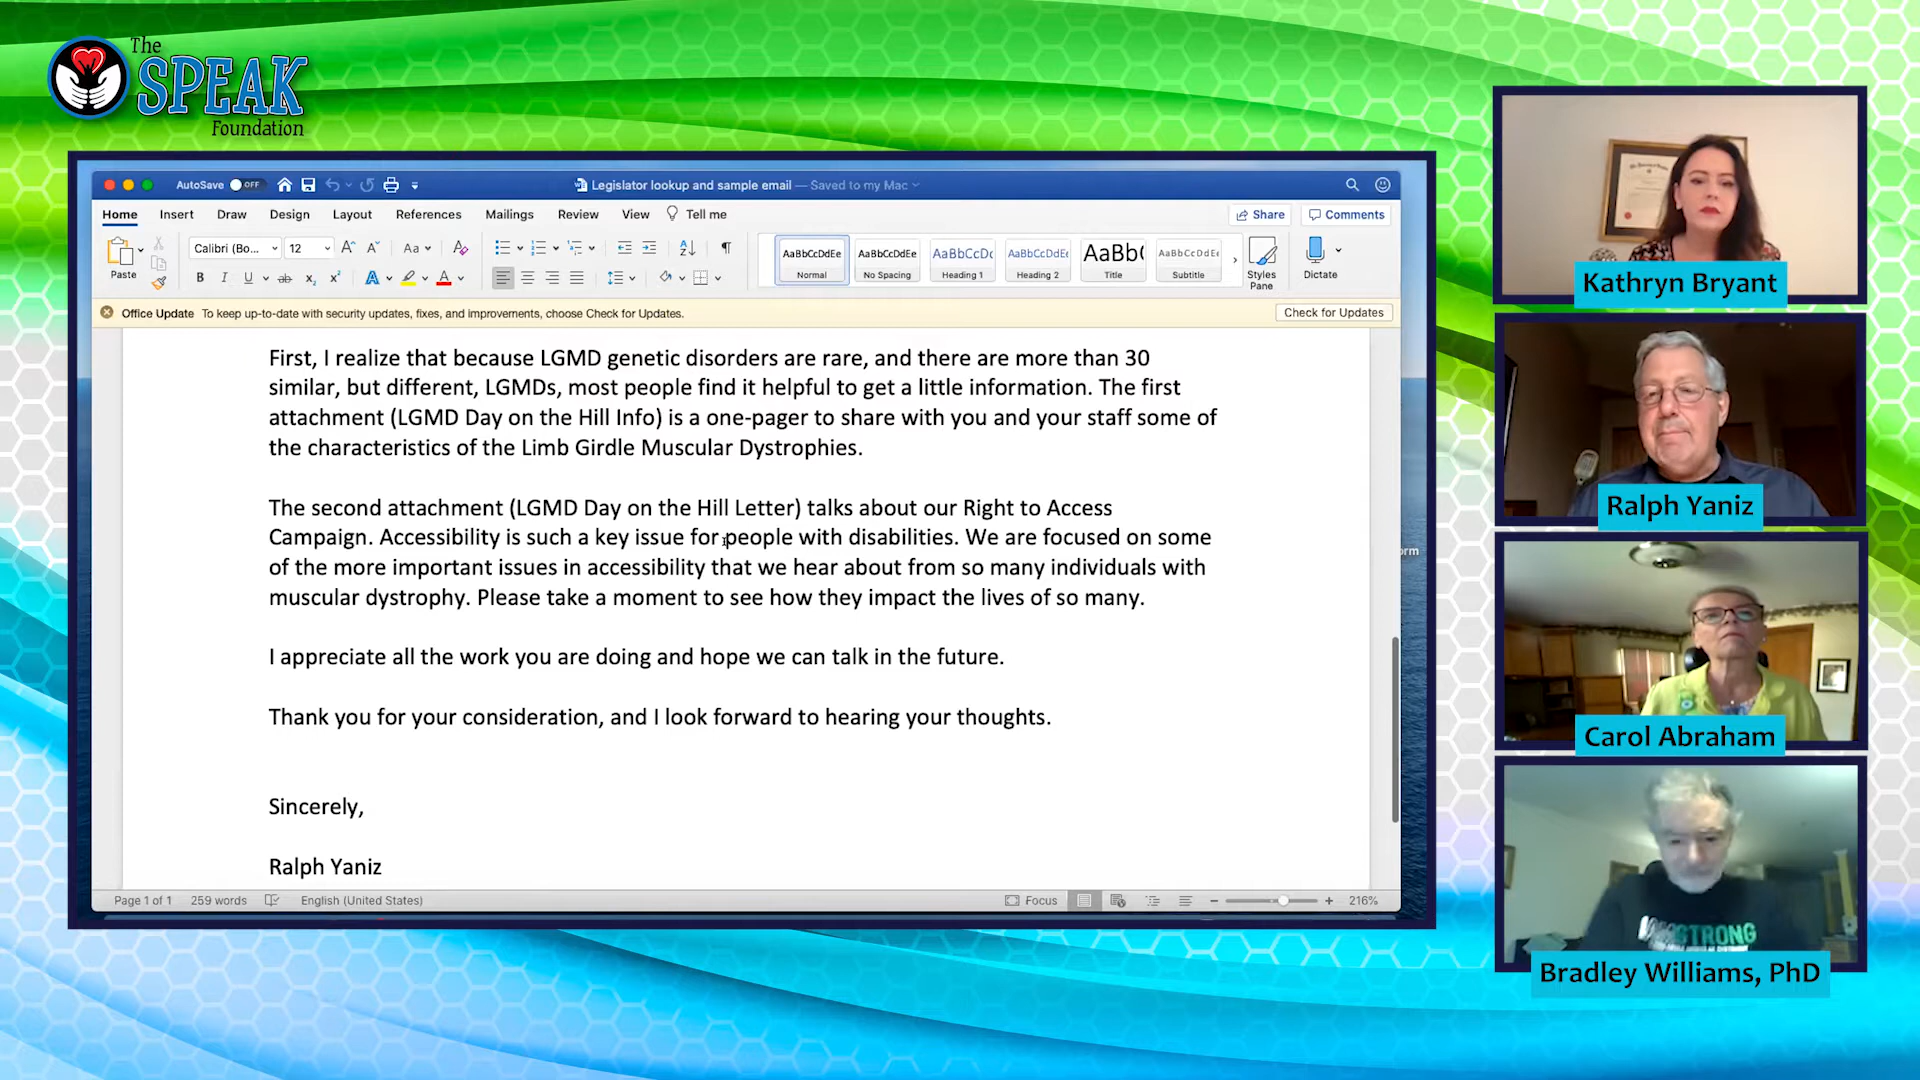 The
SPEAK
Foundation
AutoSave OFF
Legislator lookup and sample email — Saved to my Mac
Home Insert Draw Design Layout References Mailings Review View Tell me
Share Comments
Paste
Calibri (Bo... 12
AaBbCcDdEe AaBbCcDdEe AaBbCcDc AaBbCcDdEe AaBb( AaBbCcDdEe
Normal No Spacing Heading 1 Heading 2 Title Subtitle
Styles Pane
Dictate
Office Update To keep up-to-date with security updates, fixes, and improvements, choose Check for Updates.
Check for Updates
First, I realize that because LGMD genetic disorders are rare, and there are more than 30
similar, but different, LGMDs, most people find it helpful to get a little information. The first
attachment (LGMD Day on the Hill Info) is a one-pager to share with you and your staff some of
the characteristics of the Limb Girdle Muscular Dystrophies.
The second attachment (LGMD Day on the Hill Letter) talks about our Right to Access
Campaign. Accessibility is such a key issue for people with disabilities. We are focused on some
of the more important issues in accessibility that we hear about from so many individuals with
muscular dystrophy. Please take a moment to see how they impact the lives of so many.
I appreciate all the work you are doing and hope we can talk in the future.
Thank you for your consideration, and I look forward to hearing your thoughts.
Sincerely,
Ralph Yaniz
Page 1 of 1 259 words English (United States)
Focus 216%
Kathryn Bryant
Ralph Yaniz
Carol Abraham
STRONG
Bradley Williams, PhD